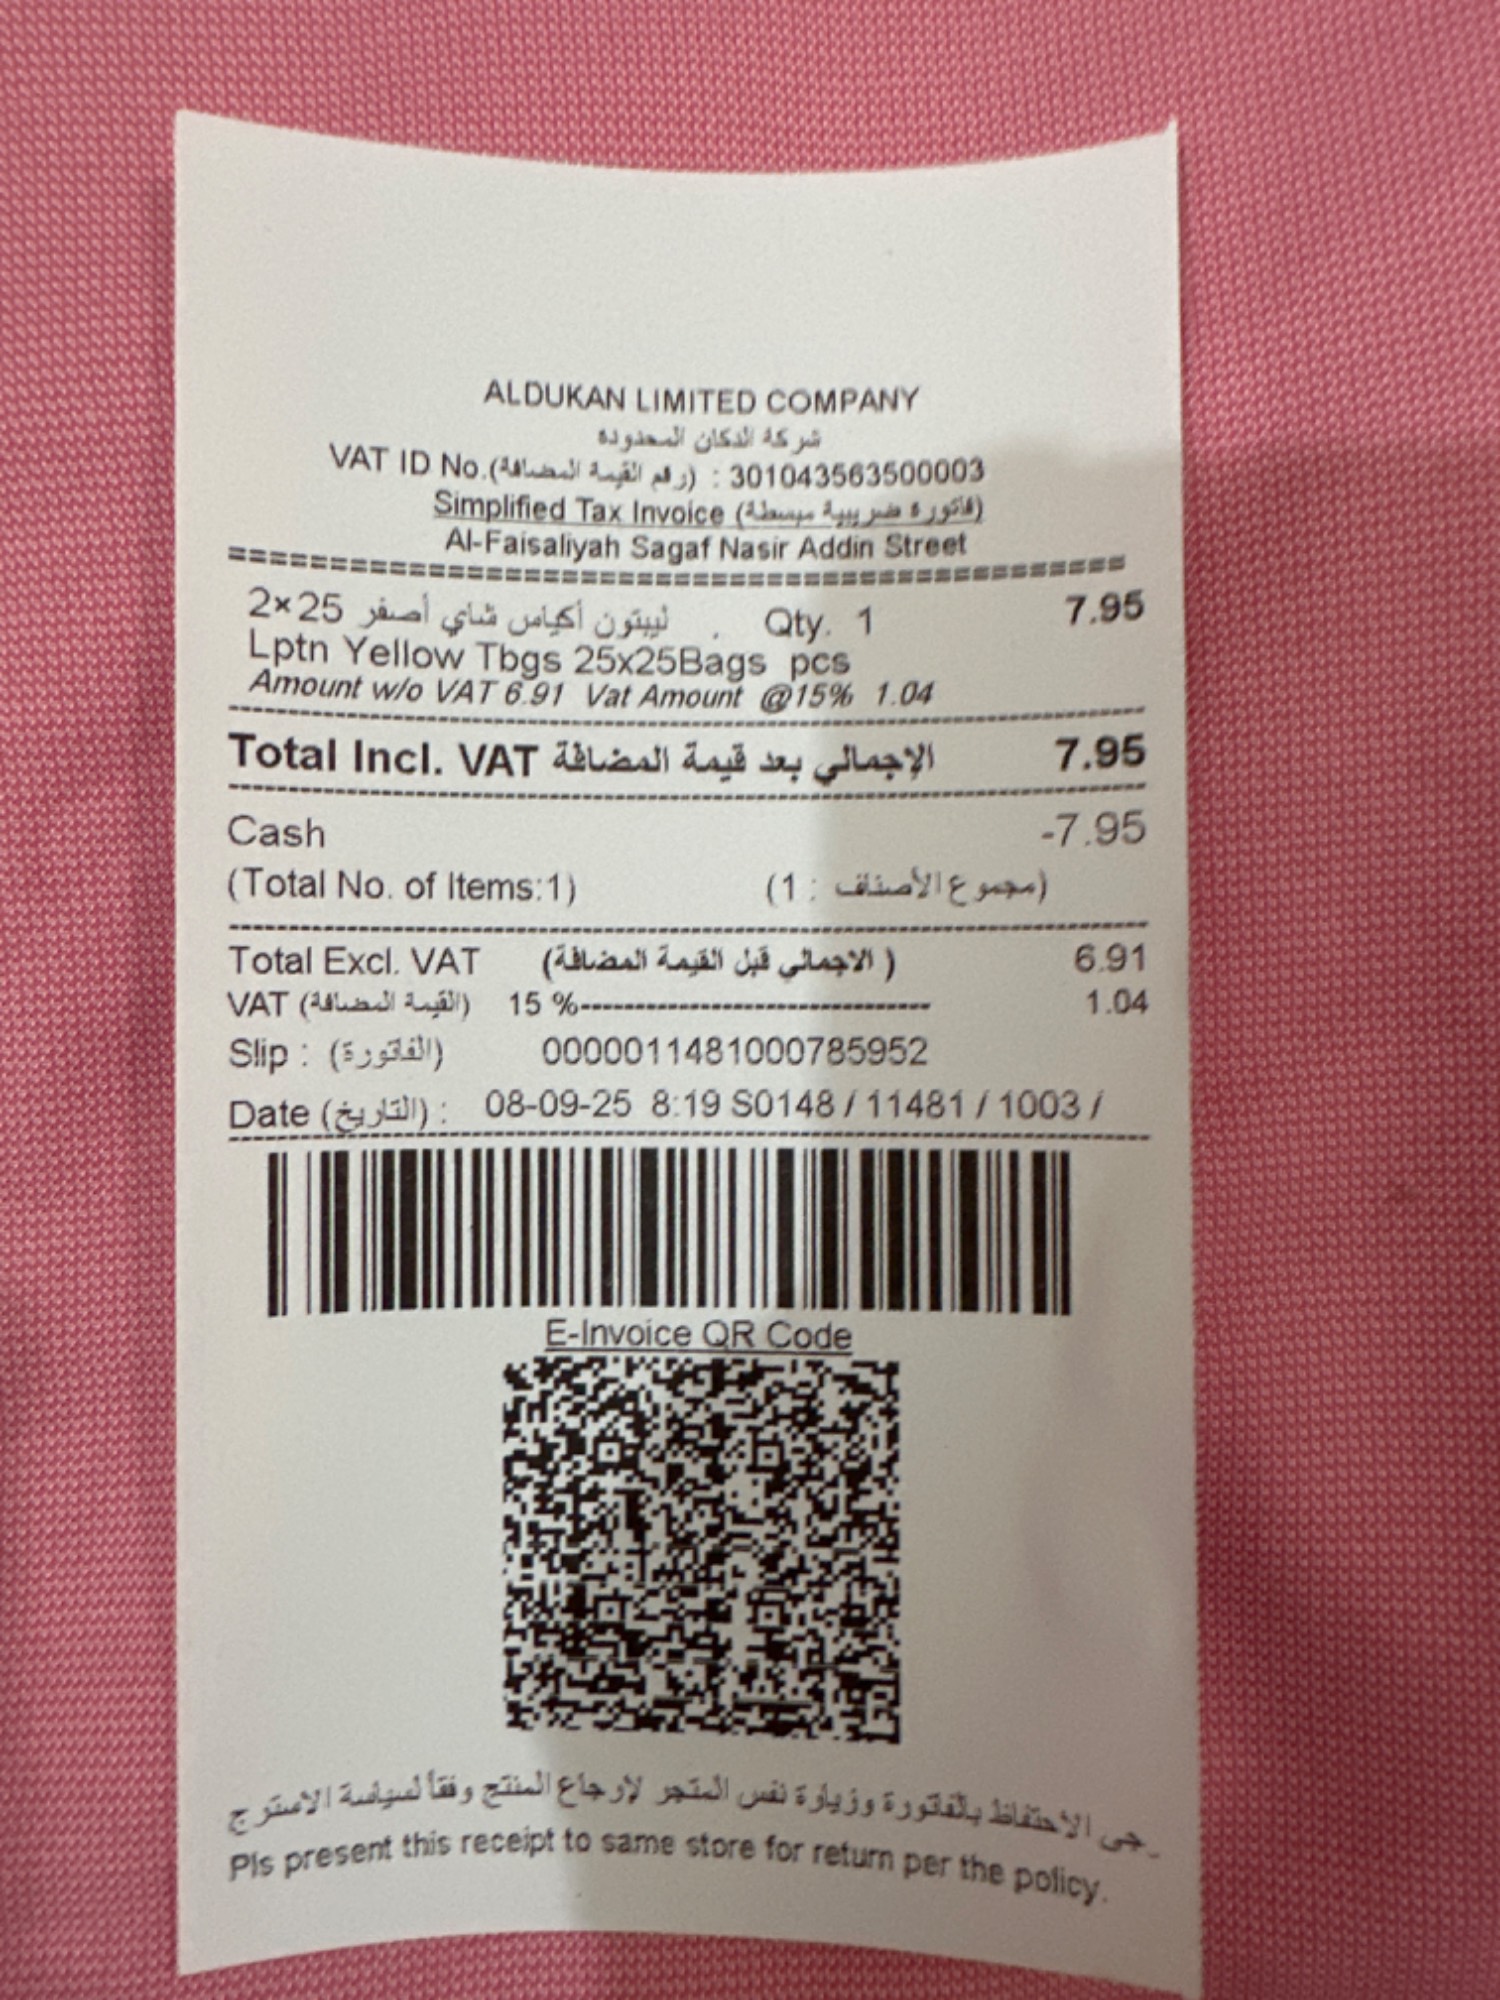 ALDUKAN LIMITED COMPANY
شركة الدكان المحدودة
VAT ID No.(رقم القيمة المضافة) : 301043563500003
Simplified Tax Invoice (فاتورة ضريبية مبسطة)
Al-Faisaliyah Sagaf Nasir Addin Street
ليبتون أكياس شاي أصفر 25×2 . Qty. 1 7.95
Lptn Yellow Tbgs 25x25Bags pcs
Amount w/o VAT 6.91 Vat Amount @15% 1.04
Total Incl. VAT الإجمالي بعد قيمة المضافة 7.95
Cash -7.95
(Total No. of Items:1) (مجموع الأصناف : 1)
Total Excl. VAT (الاجمالي قبل القيمة المضافة ) 6.91
VAT (القيمة المضافة) 15 %------------------------------ 1.04
Slip : (الفاتورة) 0000011481000785952
Date (التاريخ) : 08-09-25 8:19 S0148 / 11481 / 1003 /
E-Invoice QR Code
رجى الاحتفاظ بالفاتورة وزيارة نفس المتجر لإرجاع المنتج وفقاً لسياسة الاسترج
Pls present this receipt to same store for return per the policy.